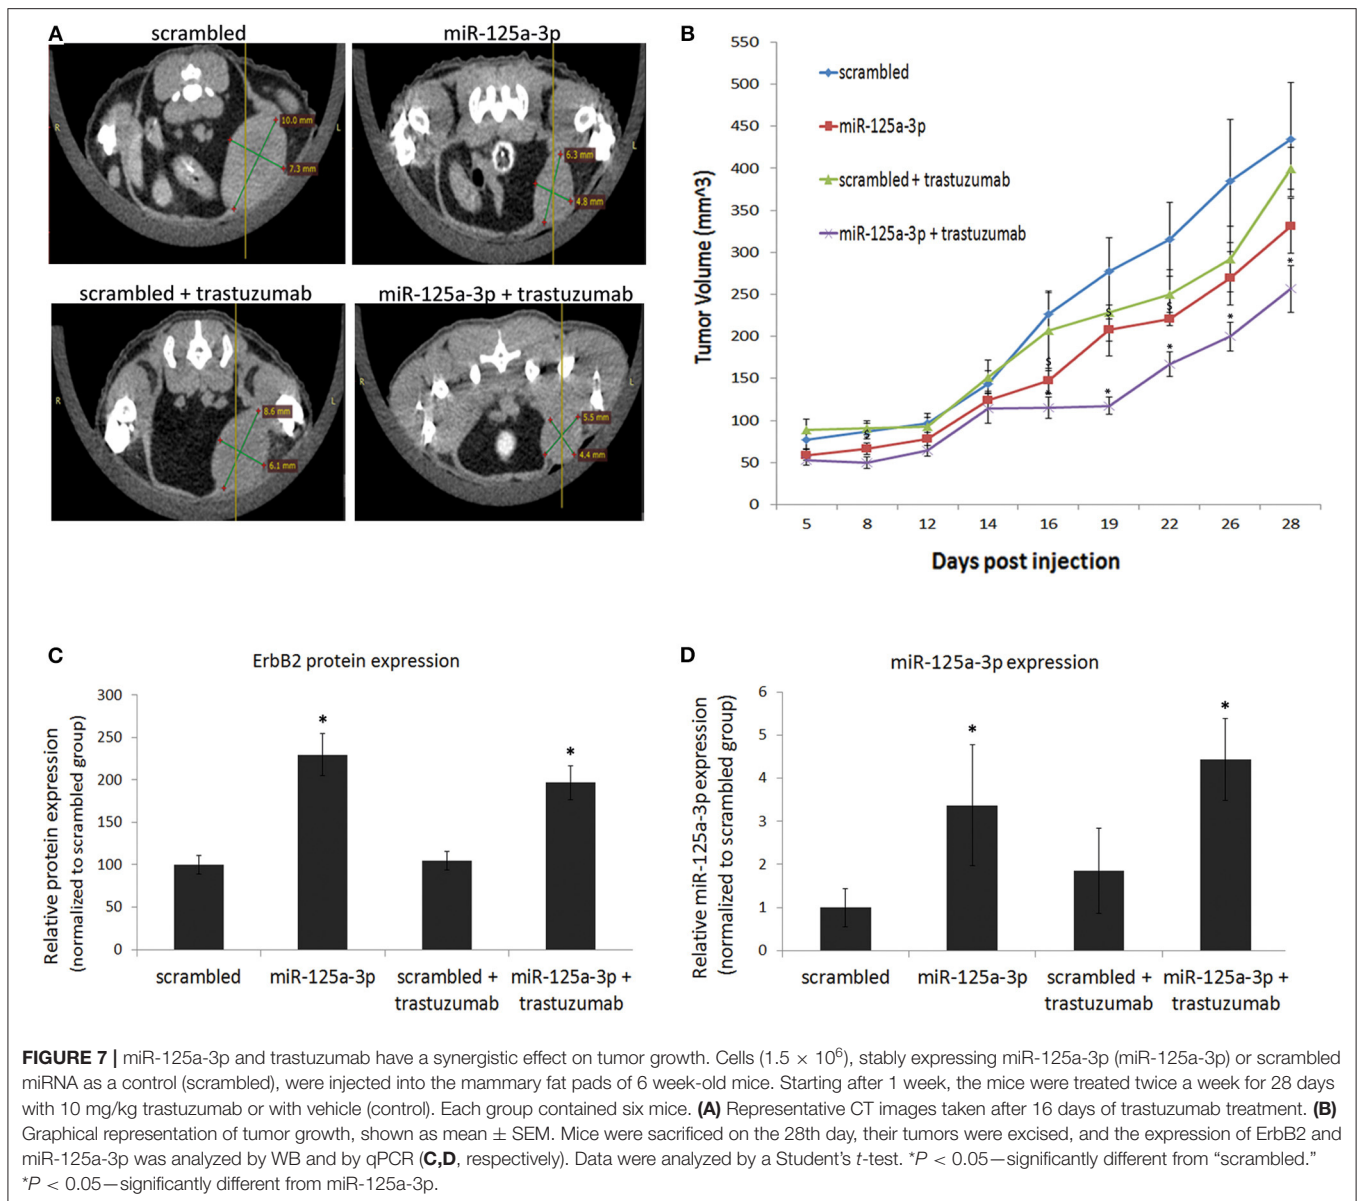 A
scrambled
miR-125a-3p
R
L
10.0 mm
7.3 mm
L
6.3 mm
4.8 mm
scrambled + trastuzumab
miR-125a-3p + trastuzumab
R
8.6 mm
6.1 mm
R
L
5.5 mm
4.4 mm
B
Tumor Volume (mm^3)
550
500
450
400
350
300
250
200
150
100
50
0
scrambled
miR-125a-3p
scrambled + trastuzumab
miR-125a-3p + trastuzumab
$
$
$
$
*
*
*
*
*
5 8 12 14 16 19 22 26 28
Days post injection
C
ErbB2 protein expression
Relative protein expression
(normalized to scrambled group)
300
250
200
150
100
50
0
*
*
scrambled miR-125a-3p scrambled + miR-125a-3p +
trastuzumab trastuzumab
D
miR-125a-3p expression
Relative miR-125a-3p expression
(normalized to scrambled group)
6
5
4
3
2
1
0
*
*
scrambled miR-125a-3p scrambled + miR-125a-3p +
trastuzumab trastuzumab
FIGURE 7 | miR-125a-3p and trastuzumab have a synergistic effect on tumor growth. Cells (1.5 × 10⁶), stably expressing miR-125a-3p (miR-125a-3p) or scrambled
miRNA as a control (scrambled), were injected into the mammary fat pads of 6 week-old mice. Starting after 1 week, the mice were treated twice a week for 28 days
with 10 mg/kg trastuzumab or with vehicle (control). Each group contained six mice. (A) Representative CT images taken after 16 days of trastuzumab treatment. (B)
Graphical representation of tumor growth, shown as mean ± SEM. Mice were sacrificed on the 28th day, their tumors were excised, and the expression of ErbB2 and
miR-125a-3p was analyzed by WB and by qPCR (C,D, respectively). Data were analyzed by a Student's t-test. *P < 0.05—significantly different from “scrambled.”
*P < 0.05—significantly different from miR-125a-3p.